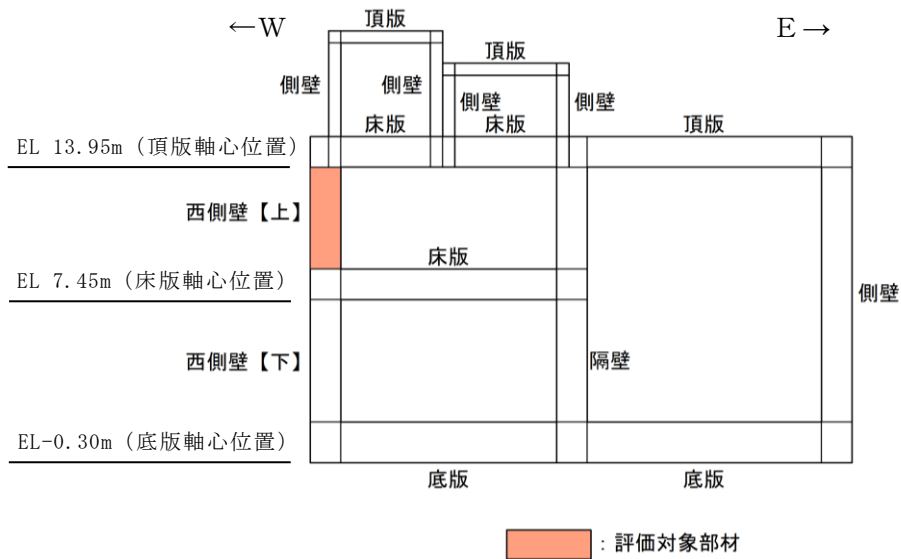 ←W
E→
頂版
頂版
側壁
側壁
側壁
側壁
床版
床版
頂版
EL 13.95m (頂版軸心位置)
西側壁【上】
床版
EL 7.45m (床版軸心位置)
側壁
西側壁【下】
隔壁
EL-0.30m (底版軸心位置)
底版
底版
：評価対象部材